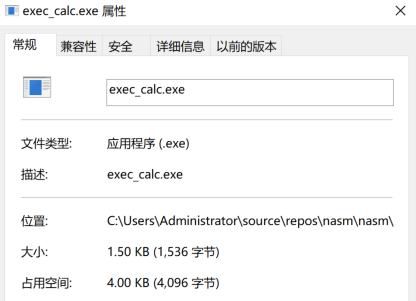 exec_calc.exe 属性
常规 兼容性 安全 详细信息 以前的版本
exec_calc.exe
文件类型: 应用程序 (.exe)
描述: exec_calc.exe
位置: C:\Users\Administrator\source\repos\nasm\nasm\
大小: 1.50 KB (1,536 字节)
占用空间: 4.00 KB (4,096 字节)